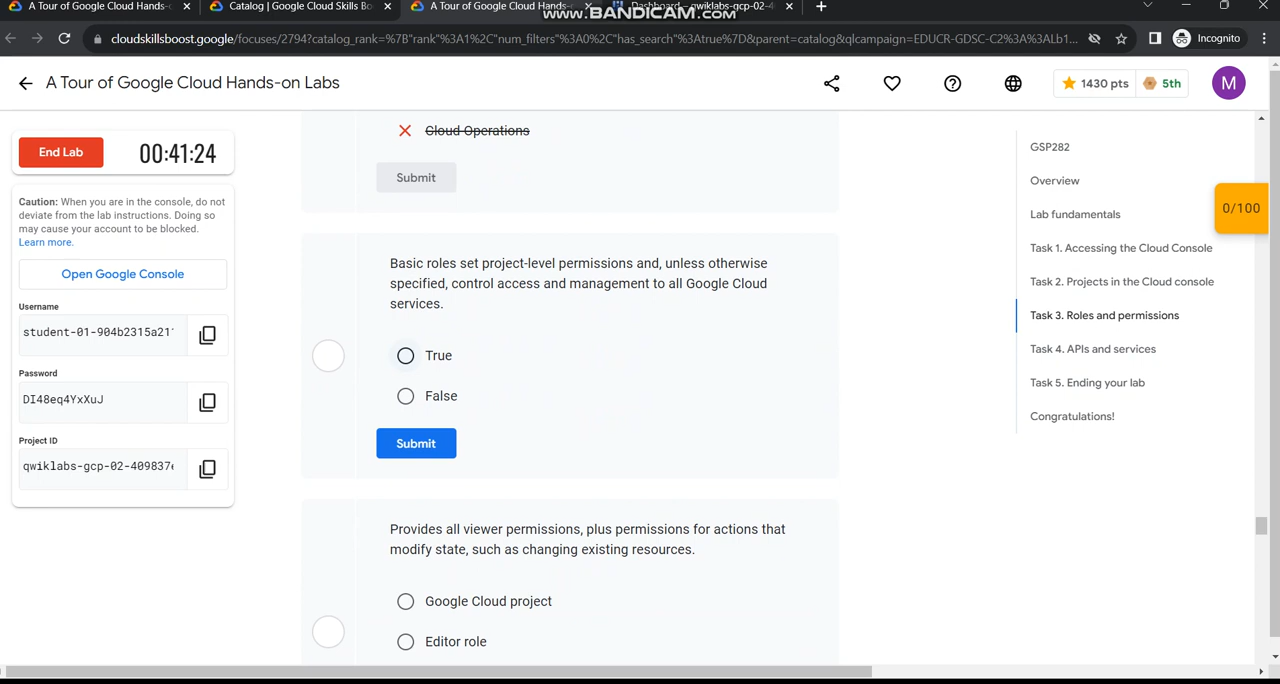 A Tour of Google Cloud Hands-on
Catalog | Google Cloud Skills Bo
A Tour of Google Cloud Hands-on
Dashboard – qwiklabs-gcp-02-4
www.BANDICAM.com
cloudskillsboost.google/focuses/2794?catalog_rank=%7B"rank"%3A1%2C"num_filters"%3A0%2C"has_search"%3Atrue%7D&parent=catalog&qlcampaign=EDUCR-GDSC-C2%3A%3ALb1...
Incognito
A Tour of Google Cloud Hands-on Labs
1430 pts
5th
M
End Lab
00:41:24
Caution: When you are in the console, do not
deviate from the lab instructions. Doing so
may cause your account to be blocked.
Learn more.
Open Google Console
Username
student-01-904b2315a21
Password
DI48eq4YxXuJ
Project ID
qwiklabs-gcp-02-409837e
Cloud Operations
Submit
Basic roles set project-level permissions and, unless otherwise
specified, control access and management to all Google Cloud
services.
True
False
Submit
Provides all viewer permissions, plus permissions for actions that
modify state, such as changing existing resources.
Google Cloud project
Editor role
GSP282
Overview
Lab fundamentals
Task 1. Accessing the Cloud Console
Task 2. Projects in the Cloud console
Task 3. Roles and permissions
Task 4. APIs and services
Task 5. Ending your lab
Congratulations!
0/100